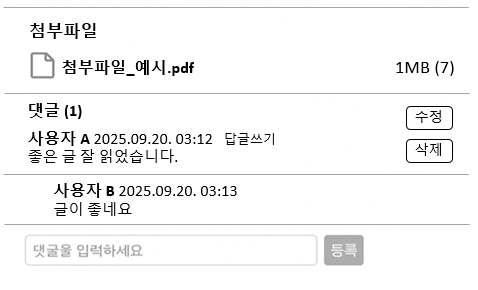 첨부파일
첨부파일_예시.pdf 1MB (7)
댓글 (1)
수정
사용자 A 2025.09.20. 03:12 답글쓰기
좋은 글 잘 읽었습니다.
삭제
사용자 B 2025.09.20. 03:13
글이 좋네요
댓굴울 입력하세요 등록